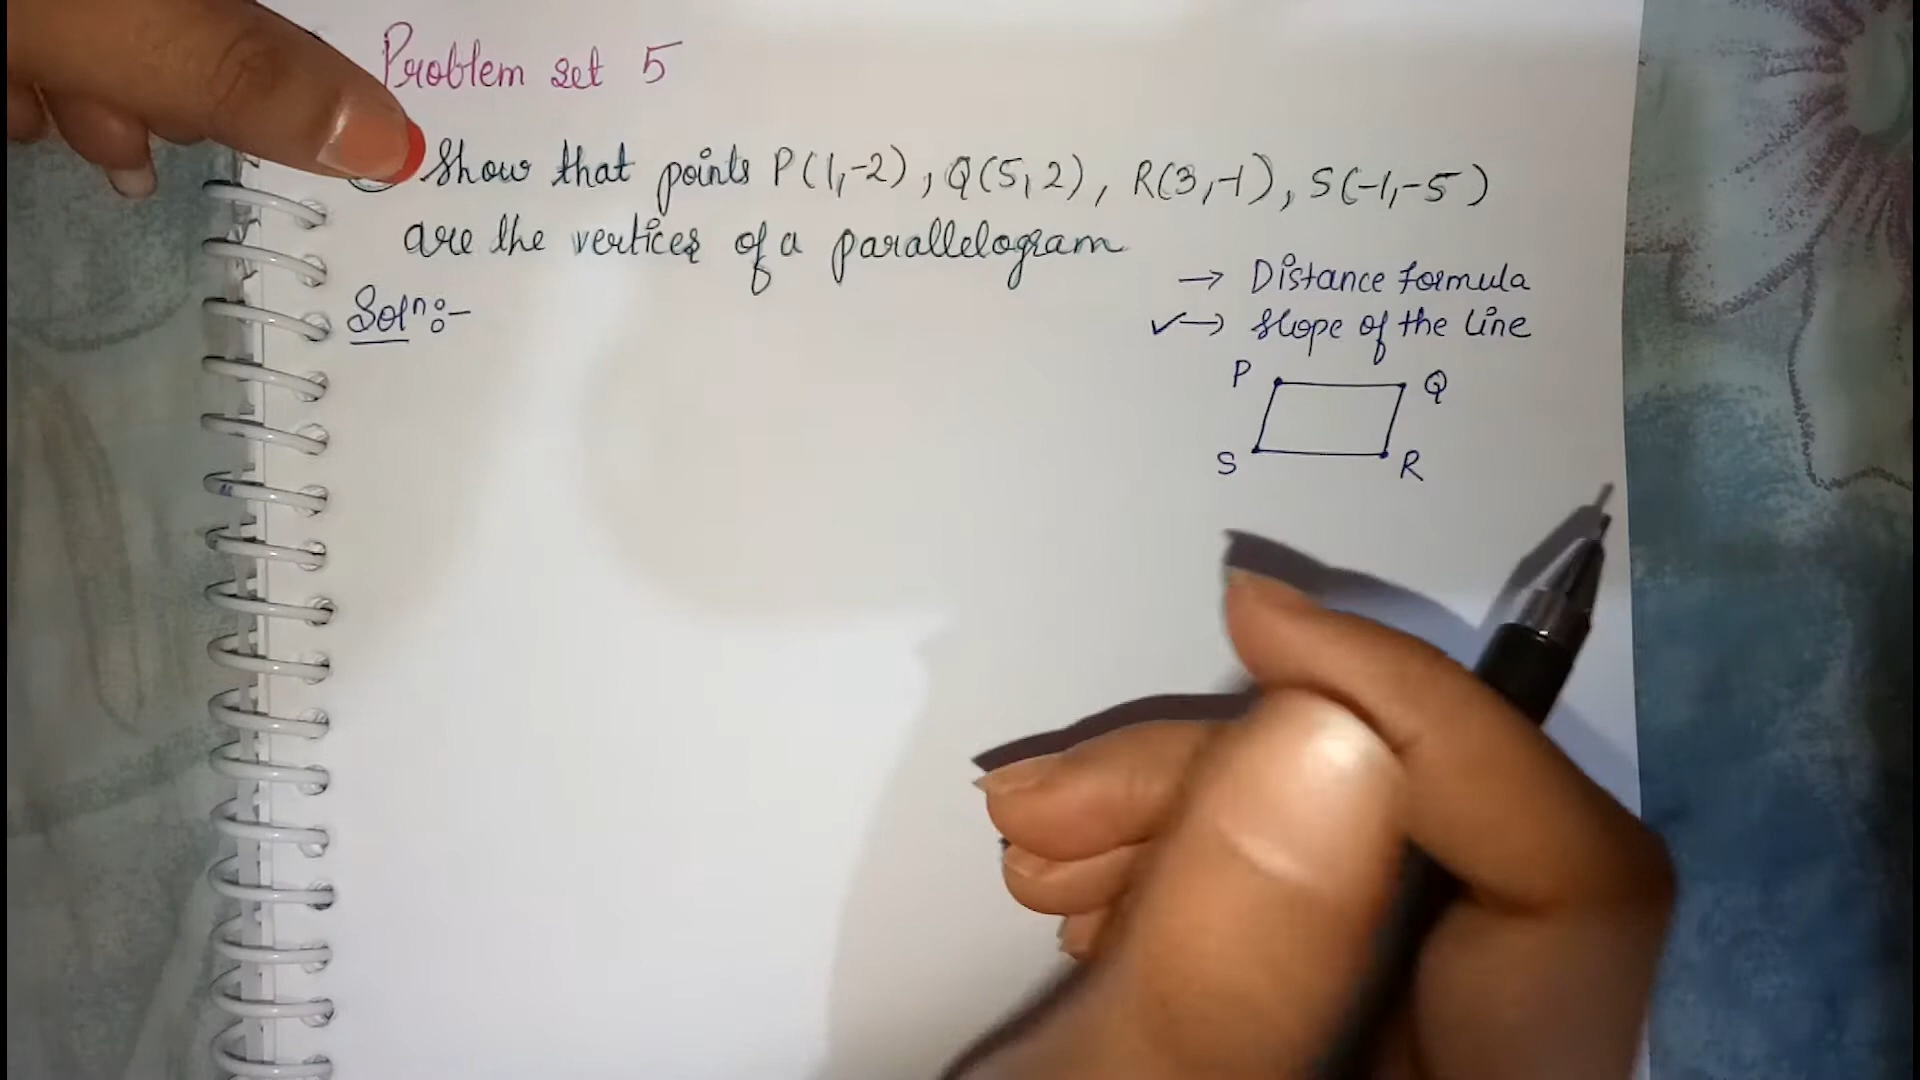 Problem set 5
Show that points P(1,-2), Q(5,2), R(3,-1), S(-1,-5)
are the vertices of a parallelogram
→ Distance formula
Solⁿ:-
✓→ slope of the line
P
Q
S
R